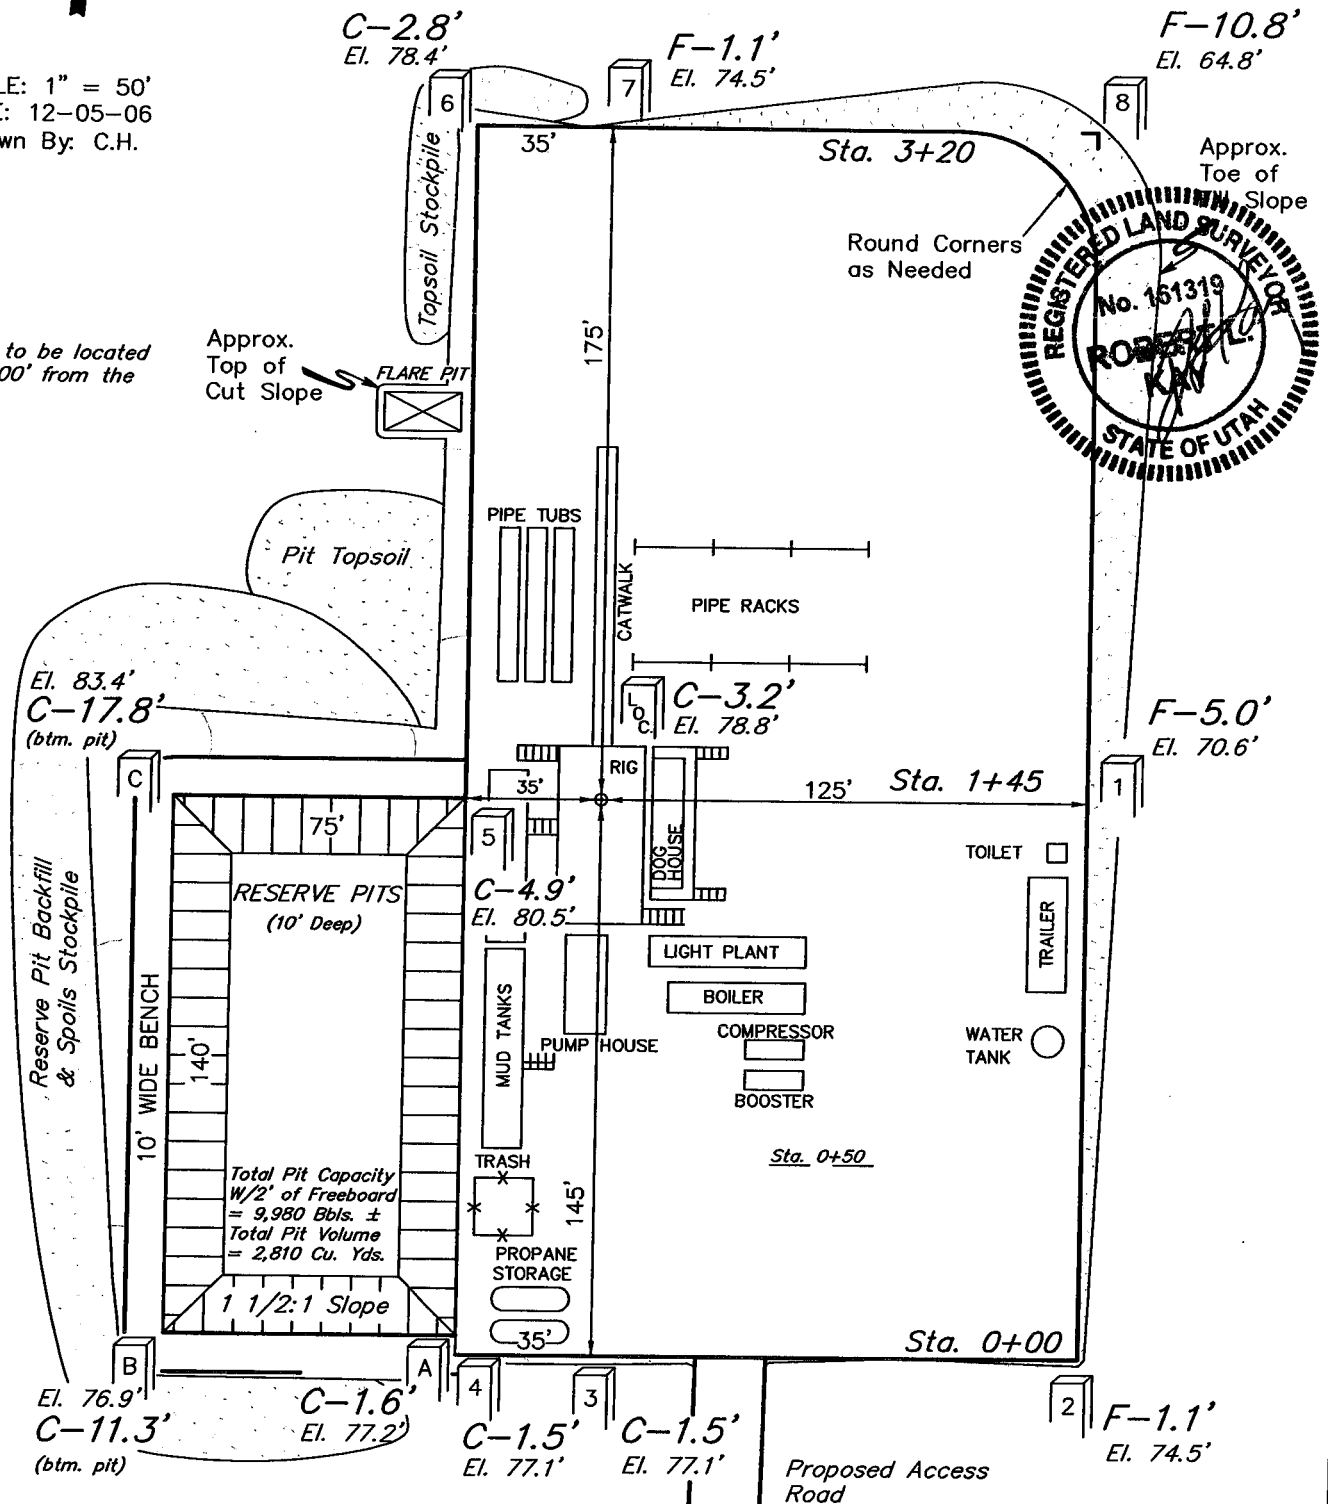 C-2.8'
El. 78.4'
F-1.1'
El. 74.5'
F-10.8'
El. 64.8'
LE: 1" = 50'
E: 12-05-06
wn By: C.H.
6
7
8
35'
Sta. 3+20
Approx.
Toe of
Slope
Topsoil Stockpile
Round Corners
as Needed
REGISTERED LAND SURVEYOR
No. 161319
ROBERT L.
KAY
STATE OF UTAH
175'
to be located
00' from the
Approx.
Top of
Cut Slope
FLARE PIT
PIPE TUBS
Pit Topsoil
CATWALK
PIPE RACKS
El. 83.4'
C-17.8'
(btm. pit)
LOC.
C-3.2'
El. 78.8'
F-5.0'
El. 70.6'
C
RIG
35'
125'
Sta. 1+45
1
75'
5
DOG
HOUSE
TOILET
RESERVE PITS
(10' Deep)
C-4.9'
El. 80.5'
TRAILER
Reserve Pit Backfill
& Spoils Stockpile
LIGHT PLANT
10' WIDE BENCH
140'
MUD TANKS
BOILER
PUMP HOUSE
COMPRESSOR
WATER
TANK
BOOSTER
Sta. 0+50
TRASH
Total Pit Capacity
W/2' of Freeboard
= 9,980 Bbls. ±
Total Pit Volume
= 2,810 Cu. Yds.
145'
PROPANE
STORAGE
1 1/2:1 Slope
35'
Sta. 0+00
B
A
4
3
2
El. 76.9'
C-11.3'
(btm. pit)
C-1.6'
El. 77.2'
C-1.5'
El. 77.1'
C-1.5'
El. 77.1'
F-1.1'
El. 74.5'
Proposed Access
Road